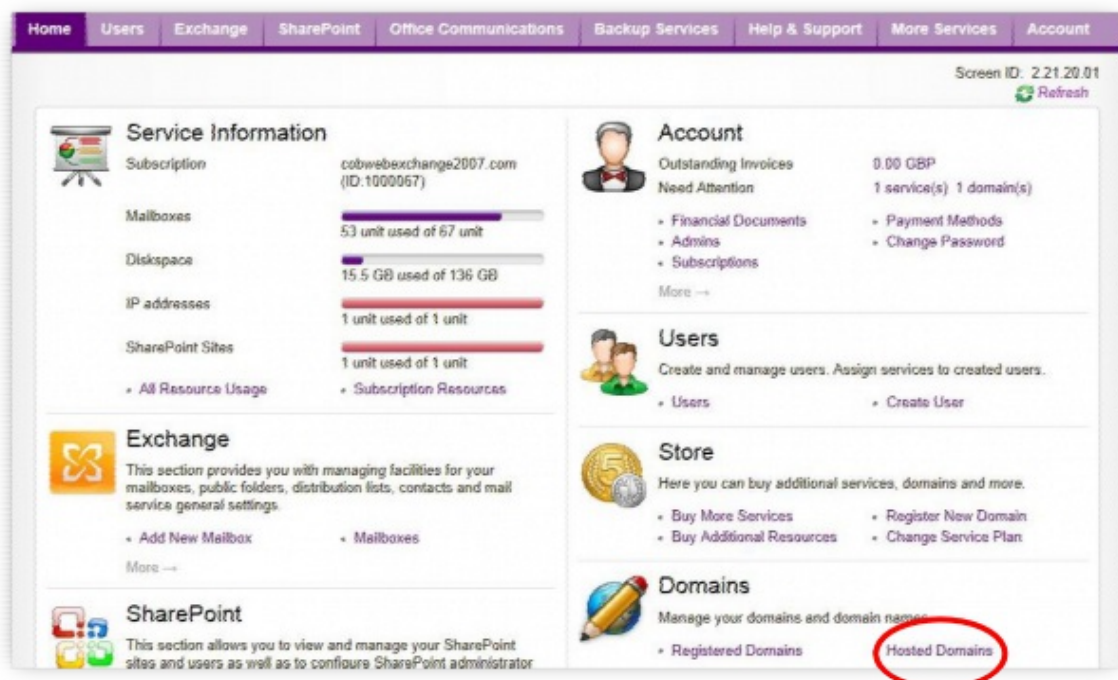 Home Users Exchange SharePoint Office Communications Backup Services Help & Support More Services Account
Screen ID: 2.21.20.01
Refresh
Service Information
Subscription cobwebexchange2007.com
(ID:1000067)
Mailboxes
53 unit used of 67 unit
Diskspace
15.5 GB used of 136 GB
IP addresses
1 unit used of 1 unit
SharePoint Sites
1 unit used of 1 unit
All Resource Usage Subscription Resources
Exchange
This section provides you with managing facilities for your
mailboxes, public folders, distribution lists, contacts and mail
service general settings.
Add New Mailbox Mailboxes
More →
SharePoint
This section allows you to view and manage your SharePoint
sites and users as well as to configure SharePoint administrator
Account
Outstanding Invoices 0.00 GBP
Need Attention 1 service(s) 1 domain(s)
Financial Documents Payment Methods
Admins Change Password
Subscriptions
More →
Users
Create and manage users. Assign services to created users.
Users Create User
Store
Here you can buy additional services, domains and more.
Buy More Services Register New Domain
Buy Additional Resources Change Service Plan
Domains
Manage your domains and domain names.
Registered Domains Hosted Domains